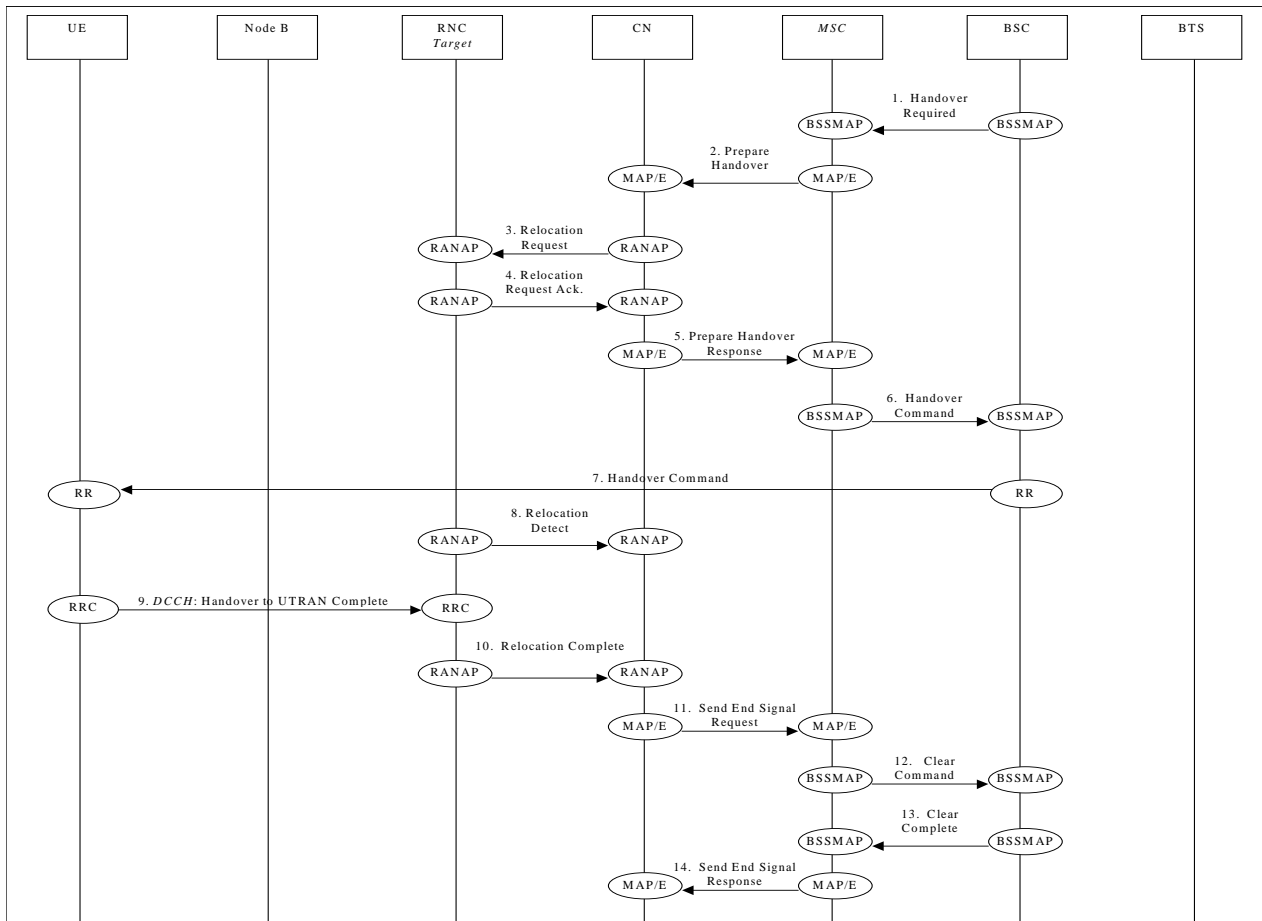 UE
Node B
RNC
Target
CN
MSC
BSC
BTS
1. Handover
Required
BSSMAP
BSSMAP
2. Prepare
Handover
MAP/E
MAP/E
3. Relocation
Request
RANAP
RANAP
4. Relocation
Request Ack.
RANAP
RANAP
5. Prepare Handover
Response
MAP/E
MAP/E
6. Handover
Command
BSSMAP
BSSMAP
7. Handover Command
RR
RR
8. Relocation
Detect
RANAP
RANAP
9. DCCH: Handover to UTRAN Complete
RRC
RRC
10. Relocation Complete
RANAP
RANAP
11. Send End Signal
Request
MAP/E
MAP/E
12. Clear
Command
BSSMAP
BSSMAP
13. Clear
Complete
BSSMAP
BSSMAP
14. Send End Signal
Response
MAP/E
MAP/E